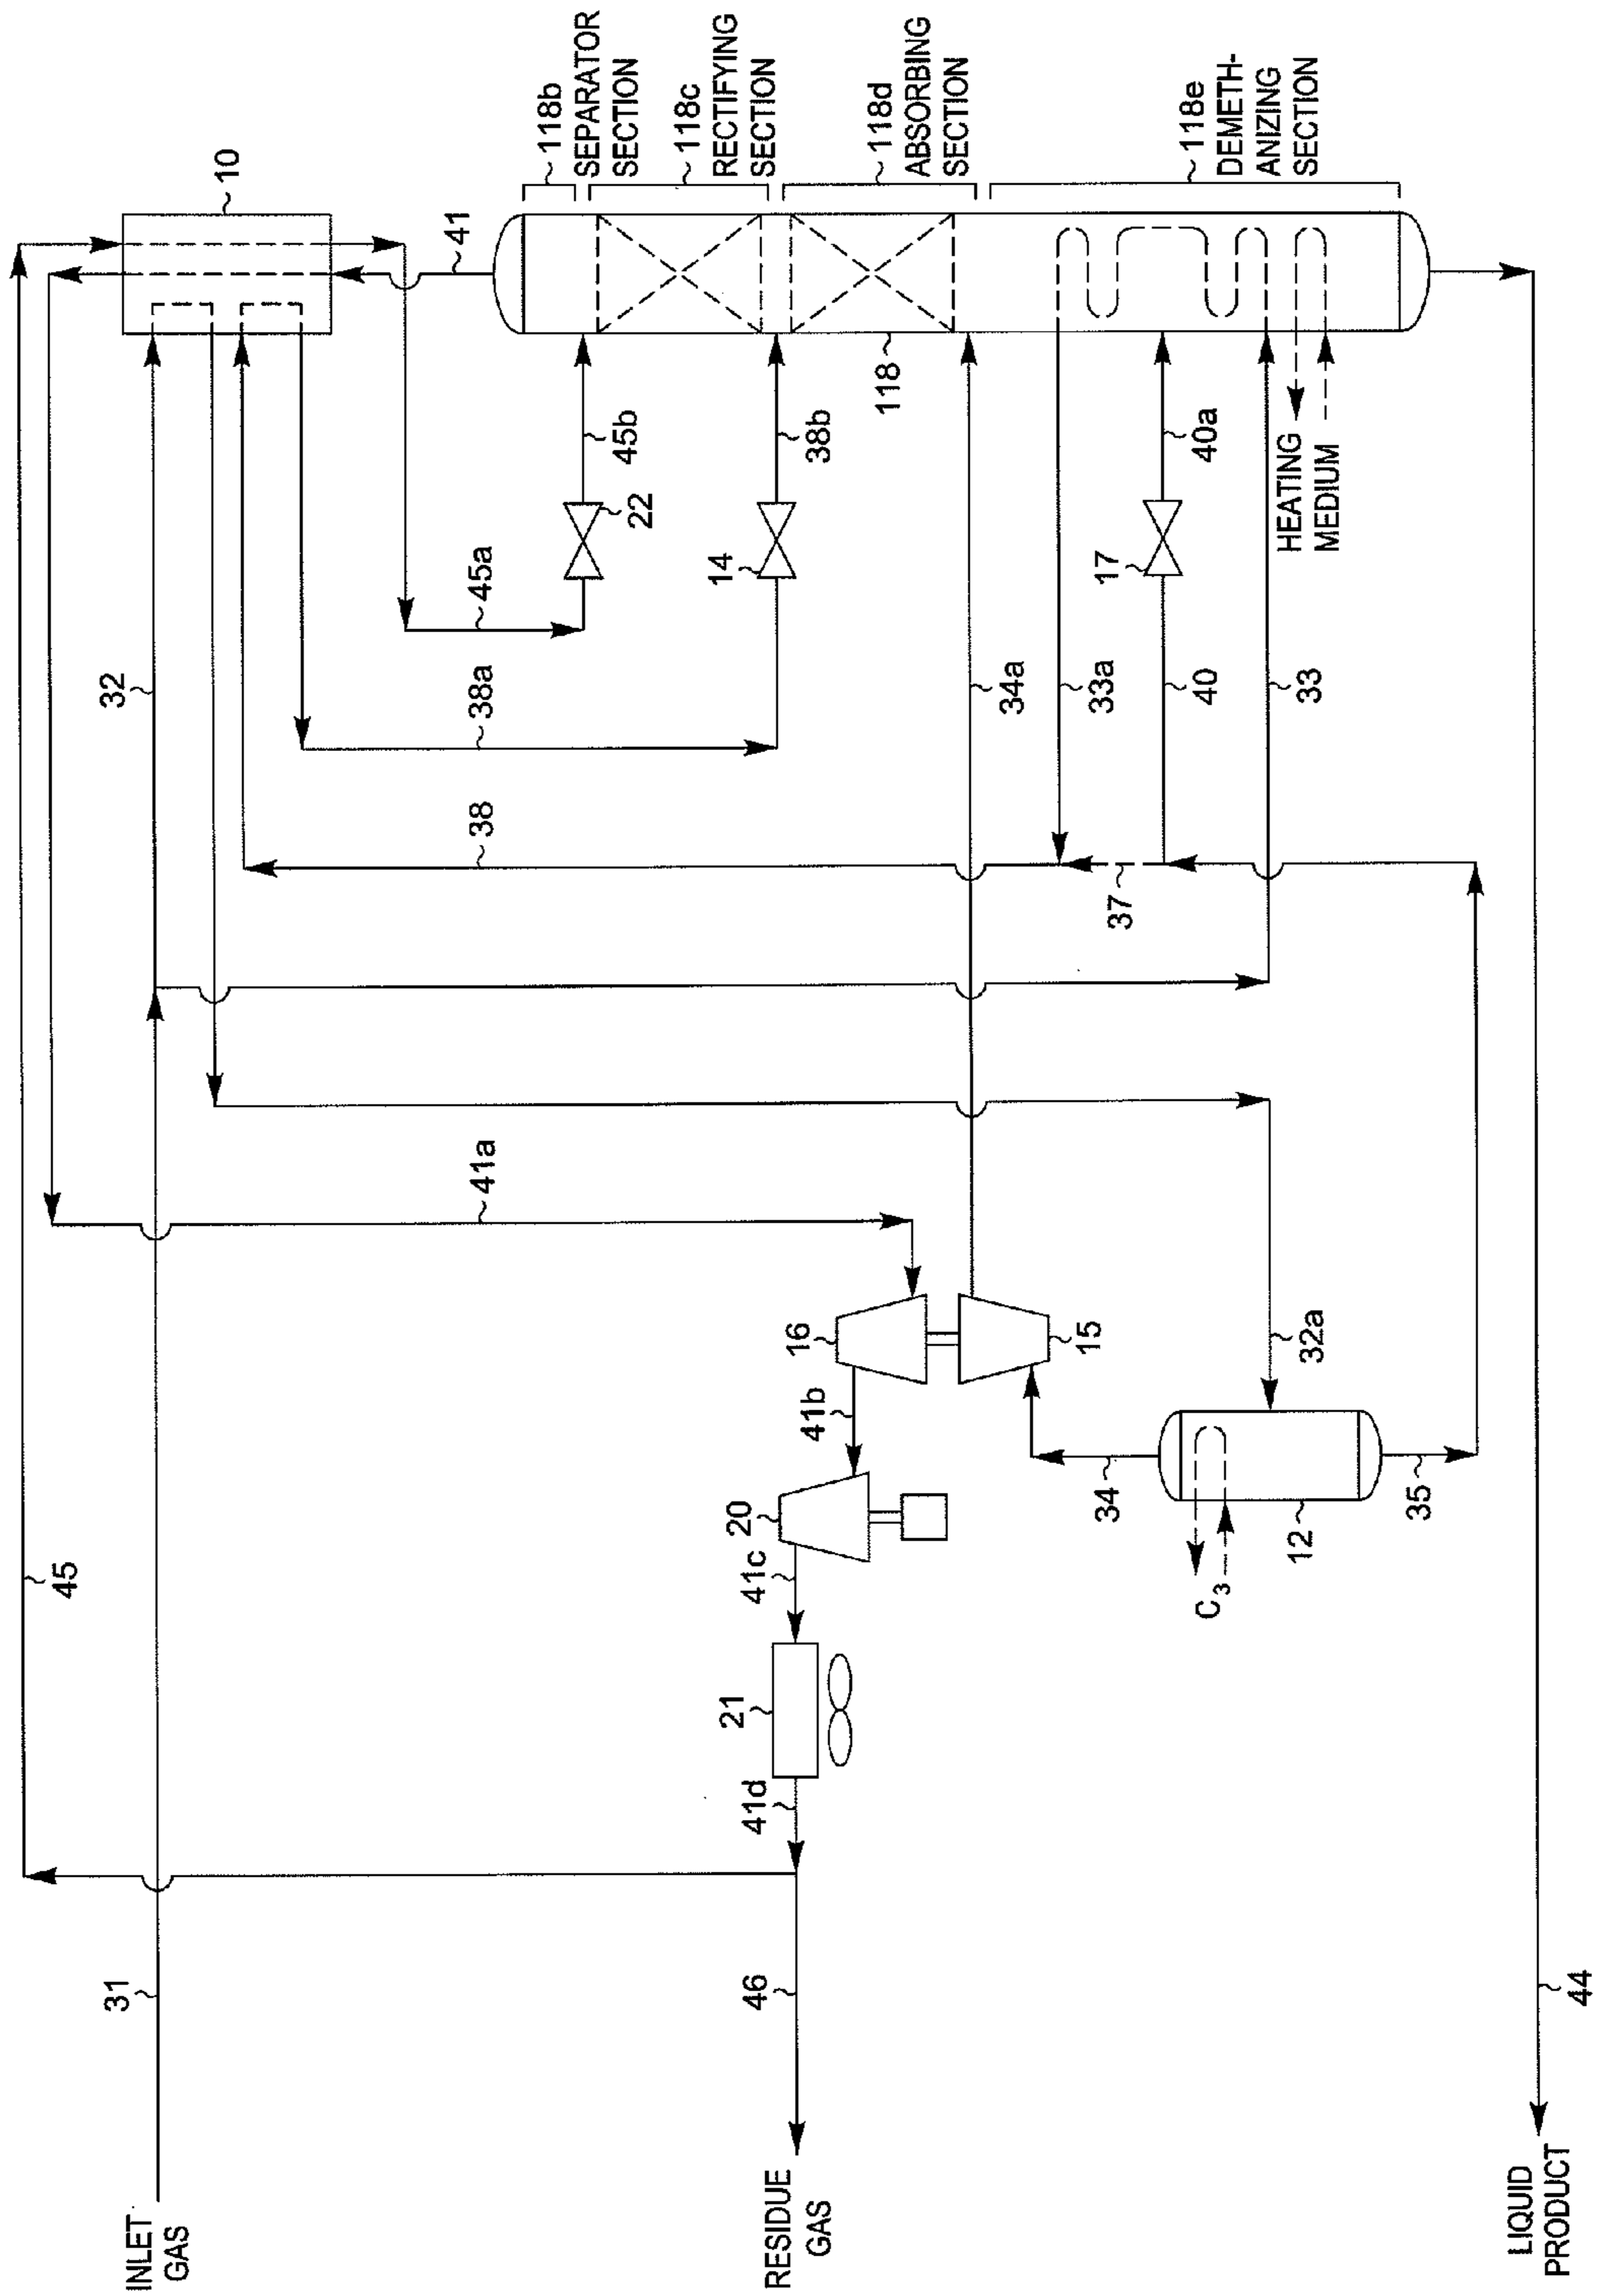 INLET
GAS
31
45
32
10
41
45a
45b
22
38a
38
14
38b
118
118b
SEPARATOR
SECTION
118c
RECTIFYING
SECTION
118d
ABSORBING
SECTION
118e
DEMETH-
ANIZING
SECTION
34a
33a
17
40
40a
33
37
HEATING
MEDIUM
41a
16
15
41b
20
41c
21
41d
34
32a
12
35
C3
46
RESIDUE
GAS
44
LIQUID
PRODUCT